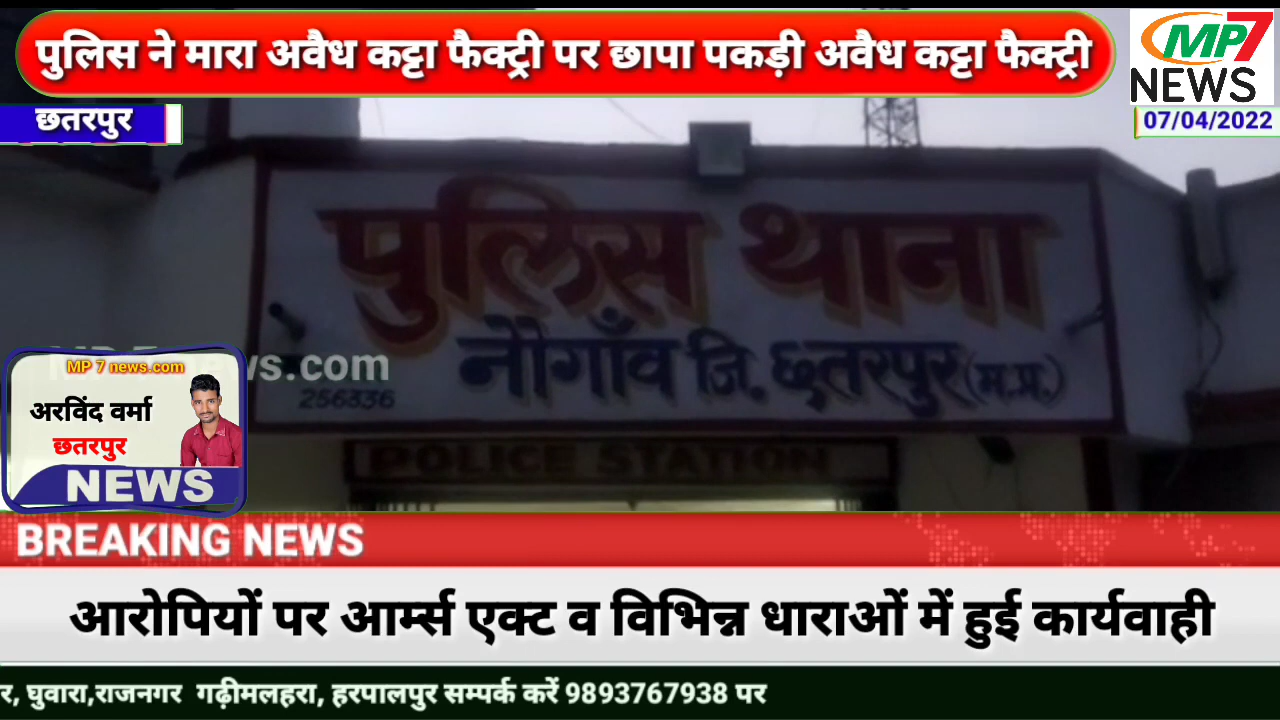 पुलिस ने मारा अवैध कट्टा फैक्ट्री पर छापा पकड़ी अवैध कट्टा फैक्ट्री
MP7
NEWS
छतरपुर
07/04/2022
पुलिस थाना
नौगाँव जि. छतरपुर (म.प्र.)
256336
POLICE STATION
ws.com
MP 7 news.com
अरविंद वर्मा
छतरपुर
NEWS
BREAKING NEWS
आरोपियों पर आर्म्स एक्ट व विभिन्न धाराओं में हुई कार्यवाही
र, घुवारा,राजनगर गढ़ीमलहरा, हरपालपुर सम्पर्क करें 9893767938 पर